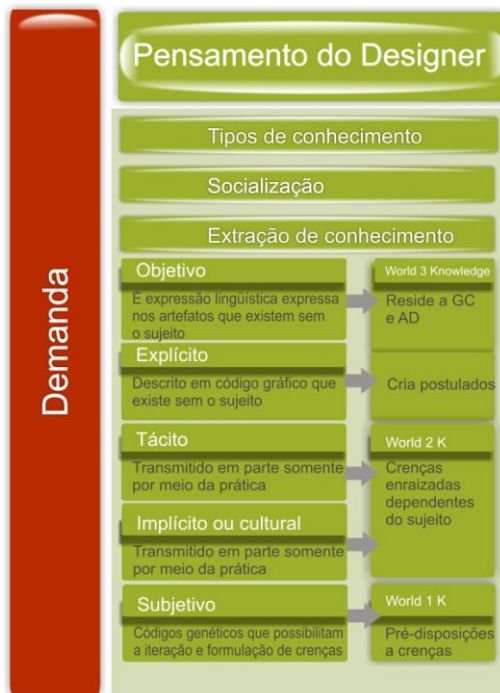 Demanda
Pensamento do Designer
Tipos de conhecimento
Socialização
Extração de conhecimento
Objetivo
É expressão lingüística expressa
nos artefatos que existem sem
o sujeito
World 3 Knowledge
Reside a GC
e AD
Explícito
Descrito em código gráfico que
existe sem o sujeito
Cria postulados
Tácito
Transmitido em parte somente
por meio da prática
World 2 K
Crenças
enraizadas
dependentes
do sujeito
Implícito ou cultural
Transmitido em parte somente
por meio da prática
Subjetivo
Códigos genéticos que possibilitam
a iteração e formulação de crenças
World 1 K
Pré-disposições
a crenças